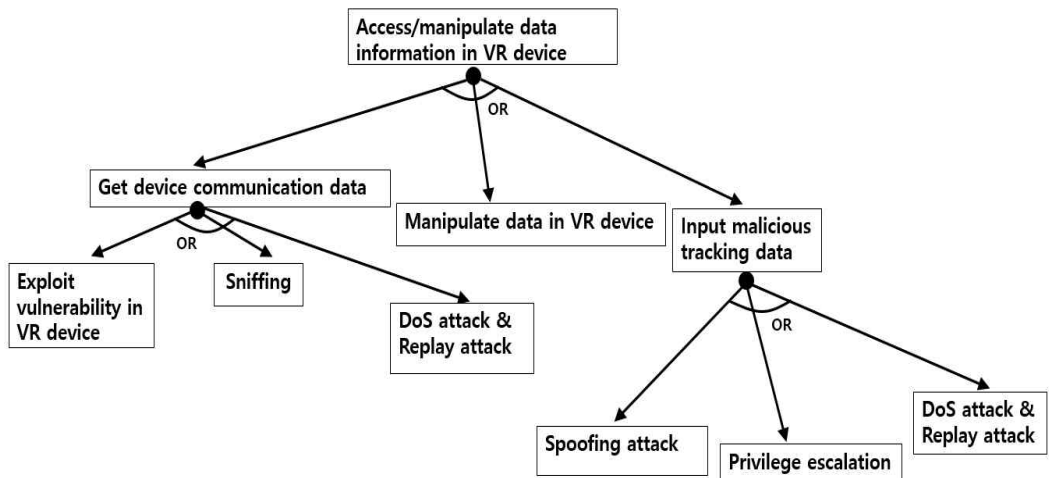 Access/manipulate data
information in VR device
OR
Get device communication data
Manipulate data in VR device
Input malicious
tracking data
OR
Exploit
vulnerability in
VR device
Sniffing
DoS attack &
Replay attack
OR
Spoofing attack
Privilege escalation
DoS attack &
Replay attack